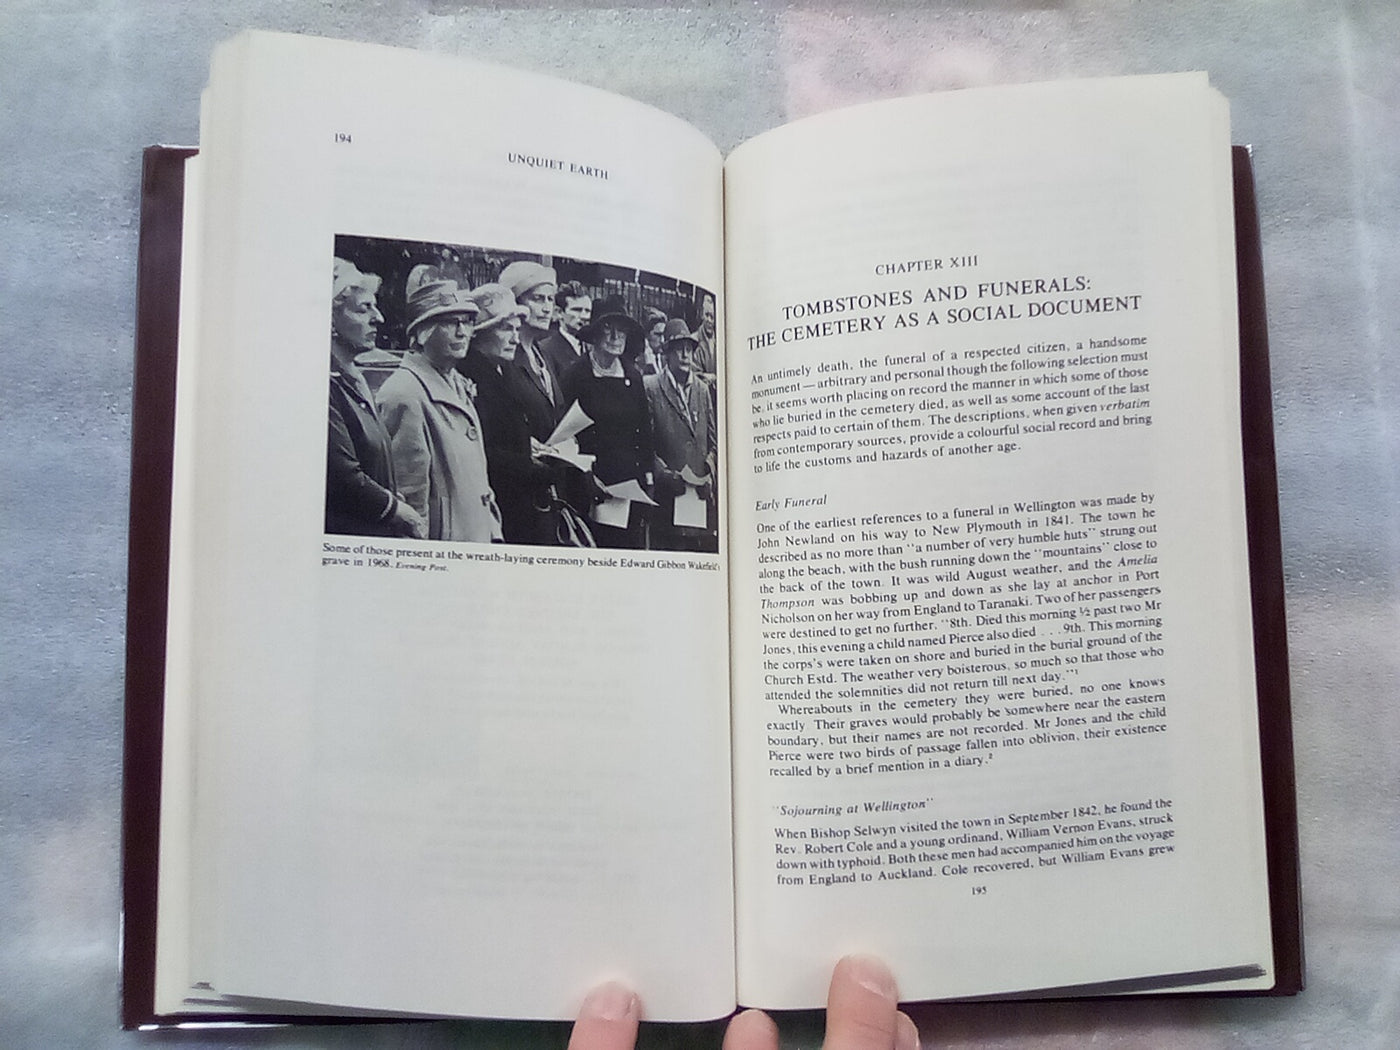 194
UNQUIET EARTH
Some of those present at the wreath-laying ceremony beside Edward Gibbon Wakefield's
grave in 1968. Evening Post.
CHAPTER XIII
TOMBSTONES AND FUNERALS:
THE CEMETERY AS A SOCIAL DOCUMENT
An untimely death, the funeral of a respected citizen, a handsome
monument — arbitrary and personal though the following selection must
be, it seems worth placing on record the manner in which some of those
who lie buried in the cemetery died, as well as some account of the last
respects paid to certain of them. The descriptions, when given verbatim
from contemporary sources, provide a colourful social record and bring
to life the customs and hazards of another age.
Early Funeral
One of the earliest references to a funeral in Wellington was made by
John Newland on his way to New Plymouth in 1841. The town he
described as no more than "a number of very humble huts" strung out
along the beach, with the bush running down the "mountains" close to
the back of the town. It was wild August weather, and the Amelia
Thompson was bobbing up and down as she lay at anchor in Port
Nicholson on her way from England to Taranaki. Two of her passengers
were destined to get no further, "8th. Died this morning ½ past two Mr
Jones, this evening a child named Pierce also died . . . 9th. This morning
the corps's were taken on shore and buried in the burial ground of the
Church Estd. The weather very boisterous, so much so that those who
attended the solemnities did not return till next day."¹
Whereabouts in the cemetery they were buried, no one knows
exactly. Their graves would probably be somewhere near the eastern
boundary, but their names are not recorded. Mr Jones and the child
Pierce were two birds of passage fallen into oblivion, their existence
recalled by a brief mention in a diary.²
"Sojourning at Wellington"
When Bishop Selwyn visited the town in September 1842, he found the
Rev. Robert Cole and a young ordinand, William Vernon Evans, struck
down with typhoid. Both these men had accompanied him on the voyage
from England to Auckland. Cole recovered, but William Evans grew
195